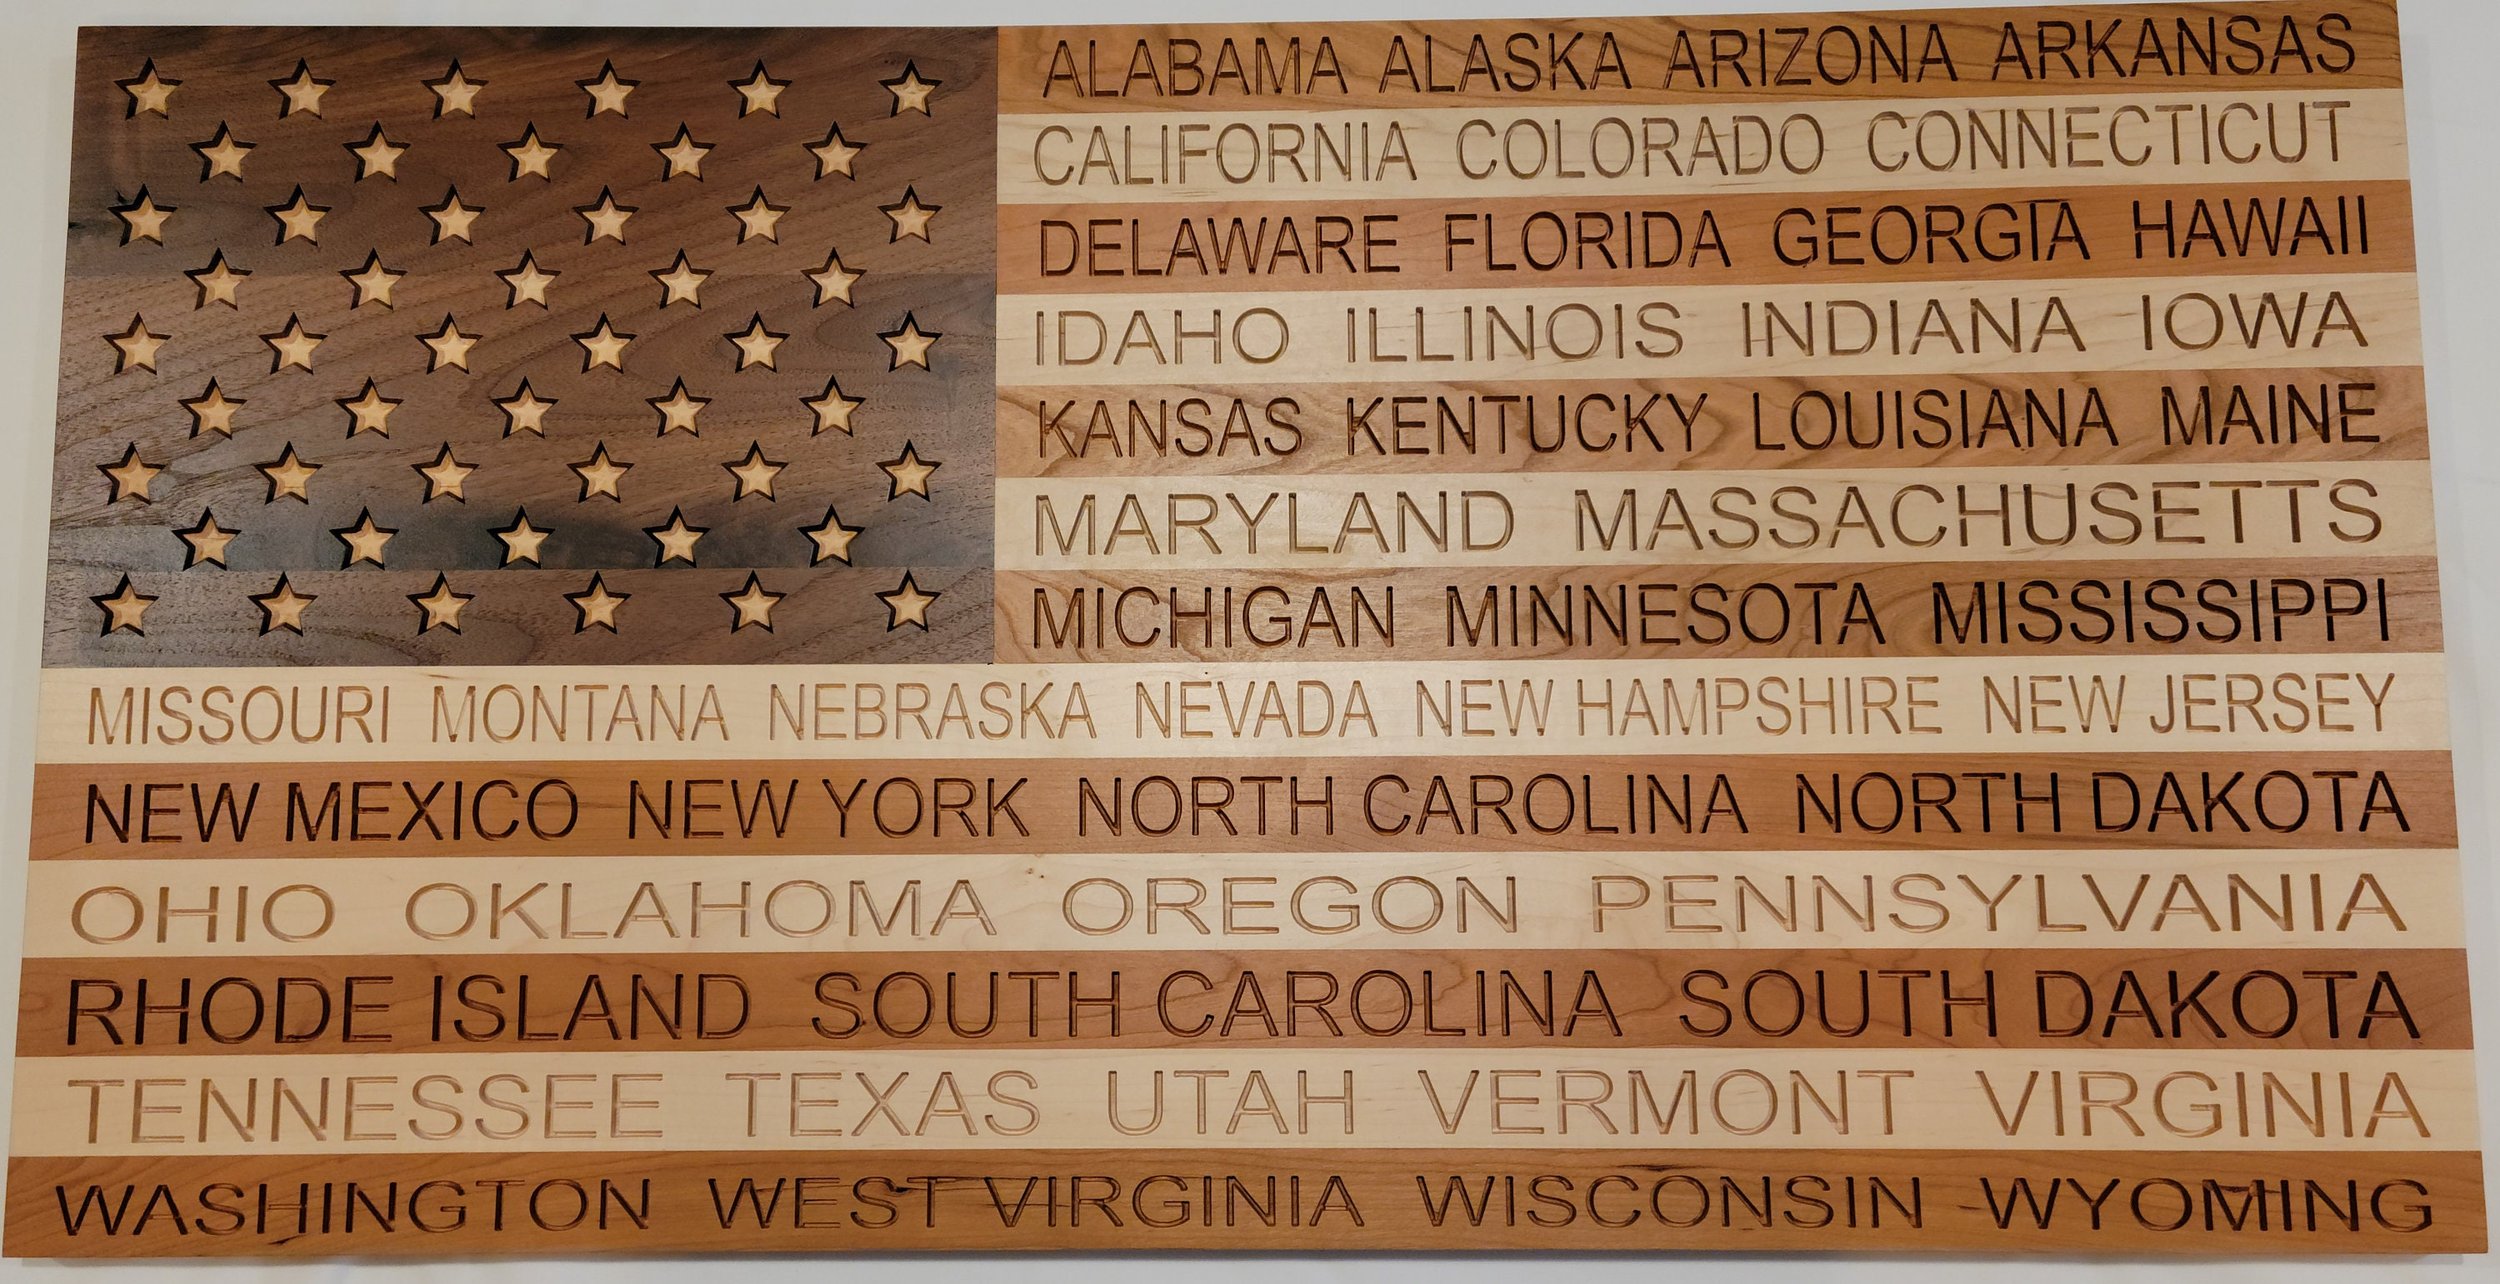 ALABAMA ALASKA ARIZONA ARKANSAS
CALIFORNIA COLORADO CONNECTICUT
DELAWARE FLORIDA GEORGIA HAWAII
IDAHO ILLINOIS INDIANA IOWA
KANSAS KENTUCKY LOUISIANA MAINE
MARYLAND MASSACHUSETTS
MICHIGAN MINNESOTA MISSISSIPPI
MISSOURI MONTANA NEBRASKA NEVADA NEW HAMPSHIRE NEW JERSEY
NEW MEXICO NEW YORK NORTH CAROLINA NORTH DAKOTA
OHIO OKLAHOMA OREGON PENNSYLVANIA
RHODE ISLAND SOUTH CAROLINA SOUTH DAKOTA
TENNESSEE TEXAS UTAH VERMONT VIRGINIA
WASHINGTON WEST VIRGINIA WISCONSIN WYOMING